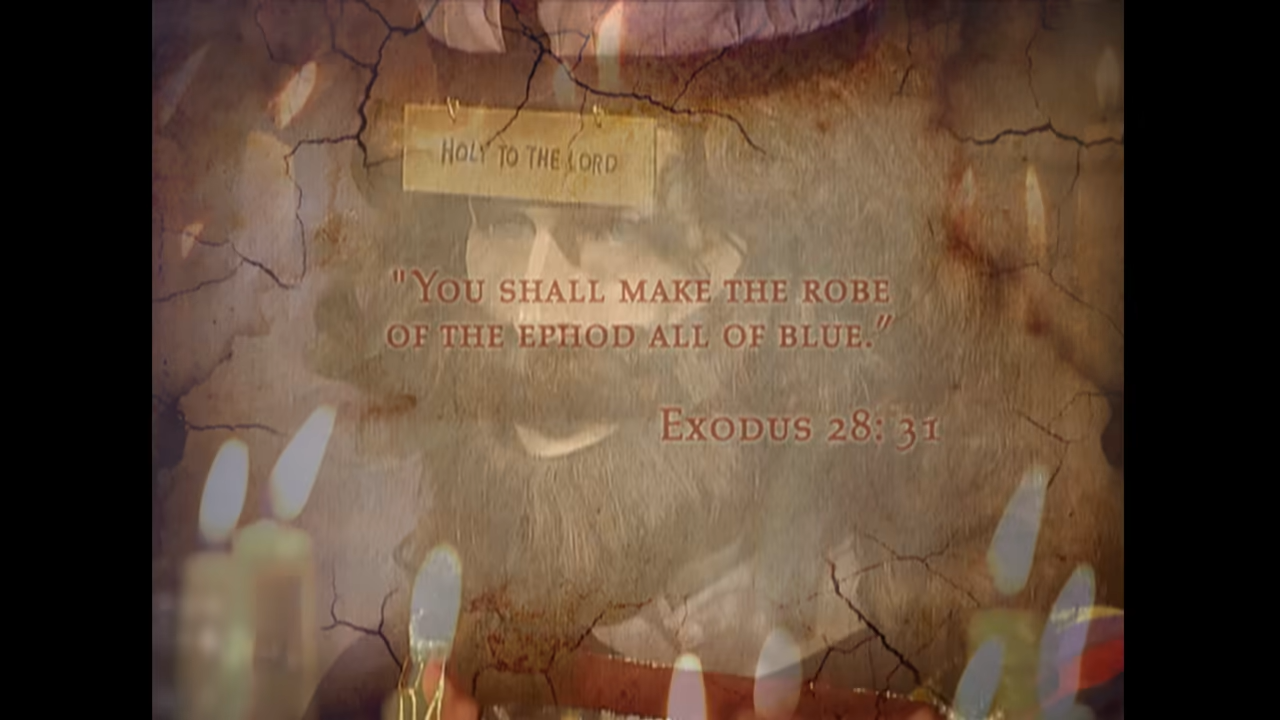 HOLY TO THE LORD
"YOU SHALL MAKE THE ROBE
OF THE EPHOD ALL OF BLUE."
EXODUS 28: 31